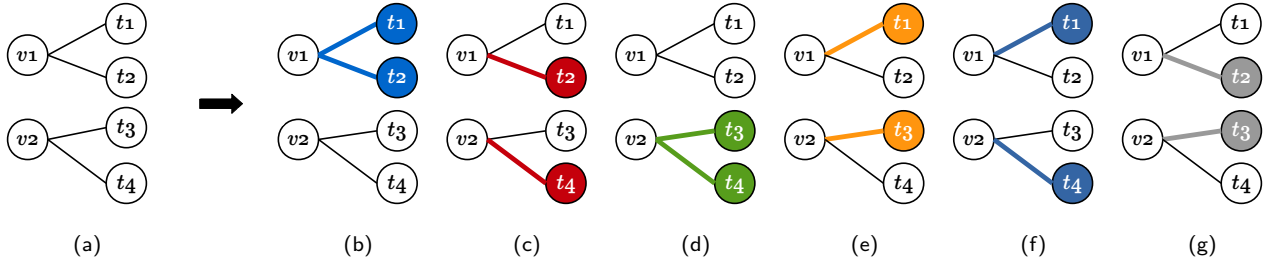 t1 t1 t1 t1 t1 t1 t1
v1 v1 v1 v1 v1 v1 v1
t2 t2 t2 t2 t2 t2 t2
t3 t3 t3 t3 t3 t3 t3
v2 v2 v2 v2 v2 v2 v2
t4 t4 t4 t4 t4 t4 t4
(a) (b) (c) (d) (e) (f) (g)